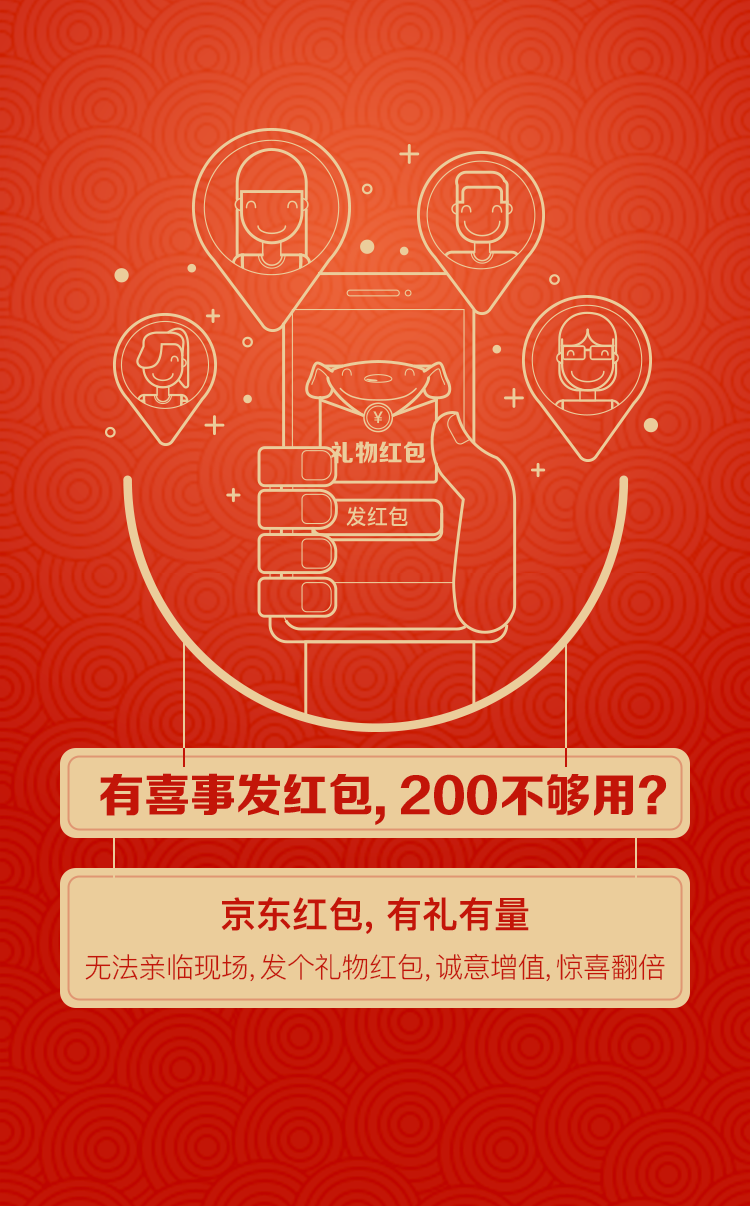 ¥
礼物红包
发红包
有喜事发红包, 200不够用?
京东红包, 有礼有量
无法亲临现场, 发个礼物红包, 诚意增值, 惊喜翻倍